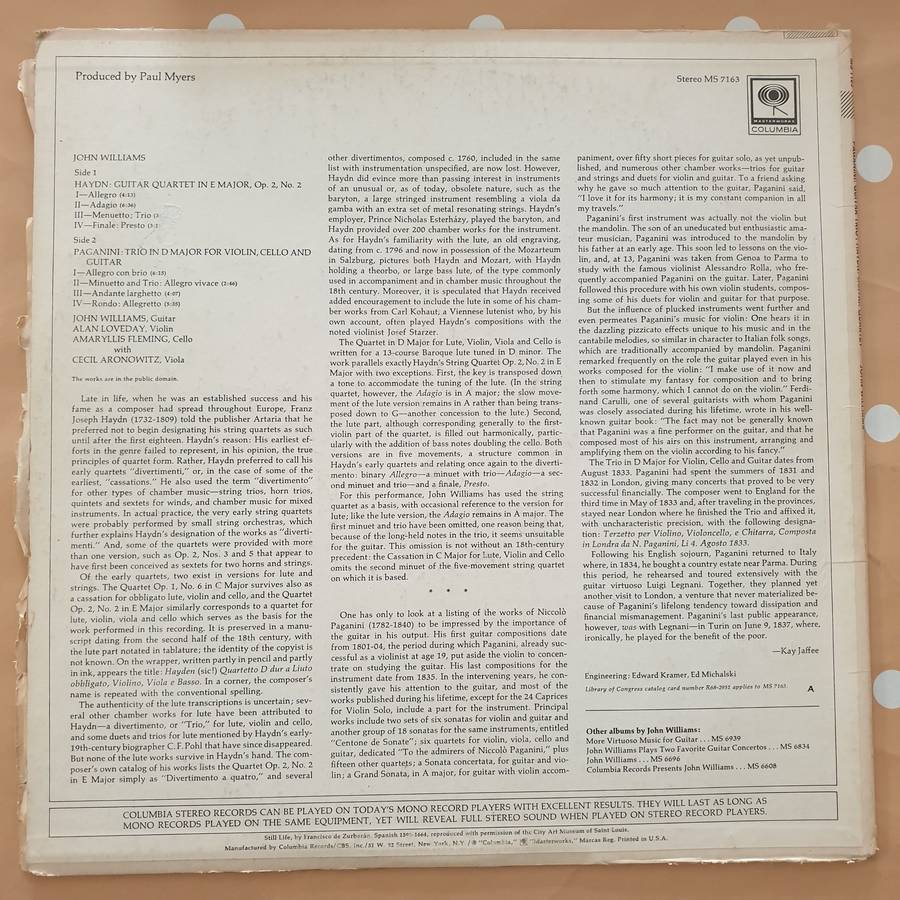 Produced by Paul Myers
Stereo MS 7163
MASTERWORKS
COLUMBIA
JOHN WILLIAMS
Side 1
HAYDN: GUITAR QUARTET IN E MAJOR, Op. 2, No. 2
I—Allegro (4:13)
II—Adagio (6:36)
III—Menuetto; Trio
IV—Finale: Presto
Side 2
PAGANINI: TRIO IN D MAJOR FOR VIOLIN, CELLO AND
GUITAR
I—Allegro con brio (6:15)
II—Minuetto and Trio: Allegro vivace (2:46)
III—Andante larghetto (4:07)
IV—Rondo: Allegretto (5:35)
JOHN WILLIAMS, Guitar
ALAN LOVEDAY, Violin
AMARYLLIS FLEMING, Cello
with
CECIL ARONOWITZ, Viola
The works are in the public domain.
Late in life, when he was an established success and his
fame as a composer had spread throughout Europe, Franz
Joseph Haydn (1732-1809) told the publisher Artaria that he
preferred not to begin designating his string quartets as such
until after the first eighteen. Haydn's reason: His earliest ef-
forts in the genre failed to represent, in his opinion, the true
principles of quartet form. Rather, Haydn preferred to call his
early quartets "divertimenti," or, in the case of some of the
earliest, "cassations." He also used the term "divertimento"
for other types of chamber music—string trios, horn trios,
quintets and sextets for winds, and chamber music for mixed
instruments. In actual practice, the very early string quartets
were probably performed by small string orchestras, which
further explains Haydn's designation of the works as "diverti-
menti." And, some of the quartets were provided with more
than one version, such as Op. 2, Nos. 3 and 5 that appear to
have first been conceived as sextets for two horns and strings.
Of the early quartets, two exist in versions for lute and
strings. The Quartet Op. 1, No. 6 in C Major survives also as
a cassation for obbligato lute, violin and cello, and the Quartet
Op. 2, No. 2 in E Major similarly corresponds to a quartet for
lute, violin, viola and cello which serves as the basis for the
work performed in this recording. It is preserved in a manu-
script dating from the second half of the 18th century, with
the lute part notated in tablature; the identity of the copyist is
not known. On the wrapper, written partly in pencil and partly
in ink, appears the title: Hayden (sic!) Quartetto D dur a Liuto
obbligato, Violino, Viola e Basso. In a corner, the composer's
name is repeated with the conventional spelling.
The authenticity of the lute transcriptions is uncertain; sev-
eral other chamber works for lute have been attributed to
Haydn—a divertimento, or "Trio," for lute, violin and cello,
and some duets and trios for lute mentioned by Haydn's early-
19th-century biographer C. F. Pohl that have since disappeared.
But none of the lute works survive in Haydn's hand. The com-
poser's own catalog of his works lists the Quartet Op. 2, No. 2
in E Major simply as "Divertimento a quatro," and several
other divertimentos, composed c. 1760, included in the same
list with instrumentation unspecified, are now lost. However,
Haydn did evince more than passing interest in instruments
of an unusual or, as of today, obsolete nature, such as the
baryton, a large stringed instrument resembling a viola da
gamba with an extra set of metal resonating strings. Haydn's
employer, Prince Nicholas Esterházy, played the baryton, and
Haydn provided over 200 chamber works for the instrument.
As for Haydn's familiarity with the lute, an old engraving,
dating from c. 1796 and now in possession of the Mozarteum
in Salzburg, pictures both Haydn and Mozart, with Haydn
holding a theorbo, or large bass lute, of the type commonly
used in accompaniment and in chamber music throughout the
18th century. Moreover, it is speculated that Haydn received
added encouragement to include the lute in some of his cham-
ber works from Carl Kohaut, a Viennese lutenist who, by his
own account, often played Haydn's compositions with the
noted violinist Josef Starzer.
The Quartet in D Major for Lute, Violin, Viola and Cello is
written for a 13-course Baroque lute tuned in D minor. The
work parallels exactly Haydn's String Quartet Op. 2, No. 2 in E
Major with two exceptions. First, the key is transposed down
a tone to accommodate the tuning of the lute. (In the string
quartet, however, the Adagio is in A major; the slow move-
ment of the lute version remains in A rather than being trans-
posed down to G—another concession to the lute.) Second,
the lute part, although corresponding generally to the first-
violin part of the quartet, is filled out harmonically, partic-
ularly with the addition of bass notes doubling the cello. Both
versions are in five movements, a structure common in
Haydn's early quartets and relating once again to the diverti-
mento: binary Allegro—a minuet with trio—Adagio—a sec-
ond minuet and trio—and a finale, Presto.
For this performance, John Williams has used the string
quartet as a basis, with occasional reference to the version for
lute; like the lute version, the Adagio remains in A major. The
first minuet and trio have been omitted, one reason being that,
because of the long-held notes in the trio, it seems unsuitable
for the guitar. This omission is not without an 18th-century
precedent: the Cassation in C Major for Lute, Violin and Cello
omits the second minuet of the five-movement string quartet
on which it is based.
* * *
One has only to look at a listing of the works of Niccolò
Paganini (1782-1840) to be impressed by the importance of
the guitar in his output. His first guitar compositions date
from 1801-04, the period during which Paganini, already suc-
cessful as a violinist at age 19, put aside the violin to concen-
trate on studying the guitar. His last compositions for the
instrument date from 1835. In the intervening years, he con-
sistently gave his attention to the guitar, and most of the
works published during his lifetime, except for the 24 Caprices
for Violin Solo, include a part for the instrument. Principal
works include two sets of six sonatas for violin and guitar and
another group of 18 sonatas for the same instruments, entitled
"Centone de Sonate"; six quartets for violin, viola, cello and
guitar, dedicated "To the admirers of Niccolò Paganini," plus
fifteen other quartets; a Sonata concertata, for guitar and vio-
lin; a Grand Sonata, in A major, for guitar with violin accom-
paniment, over fifty short pieces for guitar solo, as yet unpub-
lished, and numerous other chamber works—trios for guitar
and strings and duets for violin and guitar. To a friend asking
why he gave so much attention to the guitar, Paganini said,
"I love it for its harmony; it is my constant companion in all
my travels."
Paganini's first instrument was actually not the violin but
the mandolin. The son of an uneducated but enthusiastic ama-
teur musician, Paganini was introduced to the mandolin by
his father at an early age. This soon led to lessons on the vio-
lin, and, at 13, Paganini was taken from Genoa to Parma to
study with the famous violinist Alessandro Rolla, who fre-
quently accompanied Paganini on the guitar. Later, Paganini
followed this procedure with his own violin students, compos-
ing some of his duets for violin and guitar for that purpose.
But the influence of plucked instruments went further and
even permeates Paganini's music for violin: One hears it in
the dazzling pizzicato effects unique to his music and in the
cantabile melodies, so similar in character to Italian folk songs,
which are traditionally accompanied by mandolin. Paganini
remarked frequently on the role the guitar played even in his
works composed for the violin: "I make use of it now and
then to stimulate my fantasy for composition and to bring
forth some harmony, which I cannot do on the violin." Ferdi-
nand Carulli, one of several guitarists with whom Paganini
was closely associated during his lifetime, wrote in his well-
known guitar book: "The fact may not be generally known
that Paganini was a fine performer on the guitar, and that he
composed most of his airs on this instrument, arranging and
amplifying them on the violin according to his fancy."
The Trio in D Major for Violin, Cello and Guitar dates from
August 1833. Paganini had spent the summers of 1831 and
1832 in London, giving many concerts that proved to be very
successful financially. The composer went to England for the
third time in May of 1833 and, after traveling in the provinces,
stayed near London where he finished the Trio and affixed it,
with uncharacteristic precision, with the following designa-
tion: Terzetto per Violino, Violoncello, e Chitarra, Composta
in Londra da N. Paganini, Li 4. Agosto 1833.
Following his English sojourn, Paganini returned to Italy
where, in 1834, he bought a country estate near Parma. During
this period, he rehearsed and toured extensively with the
guitar virtuoso Luigi Legnani. Together, they planned yet
another visit to London, a venture that never materialized be-
cause of Paganini's lifelong tendency toward dissipation and
financial mismanagement. Paganini's last public appearance,
however, was with Legnani—in Turin on June 9, 1837, where,
ironically, he played for the benefit of the poor.
—Kay Jaffee
Engineering: Edward Kramer, Ed Michalski
Library of Congress catalog card number R68-2952 applies to MS 7163.
A
Other albums by John Williams:
More Virtuoso Music for Guitar . . . MS 6939
John Williams Plays Two Favorite Guitar Concertos . . . MS 6834
John Williams . . . MS 6696
Columbia Records Presents John Williams . . . MS 6608
COLUMBIA STEREO RECORDS CAN BE PLAYED ON TODAY'S MONO RECORD PLAYERS WITH EXCELLENT RESULTS. THEY WILL LAST AS LONG AS
MONO RECORDS PLAYED ON THE SAME EQUIPMENT, YET WILL REVEAL FULL STEREO SOUND WHEN PLAYED ON STEREO RECORD PLAYERS.
Still Life, by Francisco de Zurbarán, Spanish 1598-1664, reproduced with permission of the City Art Museum of Saint Louis.
Manufactured by Columbia Records/CBS, Inc./51 W. 52 Street, New York, N.Y. / ® "Columbia," "Masterworks," Marcas Reg. Printed in U.S.A.